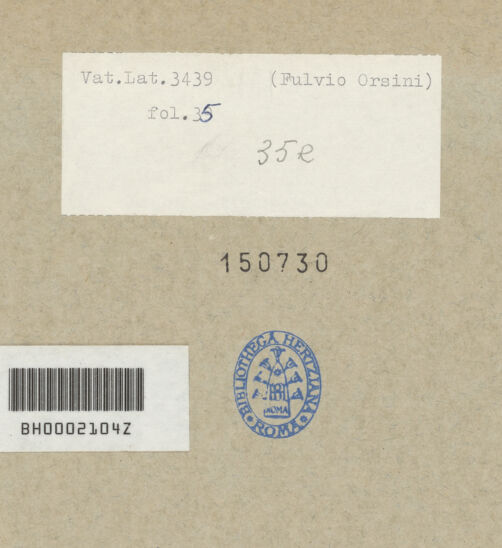 Vat.Lat.3439 (Fulvio Orsini)
fol.35
35r
150730
BIBLIOTHECA HERTZIANA
ROMA
ROMA
BH0002104Z